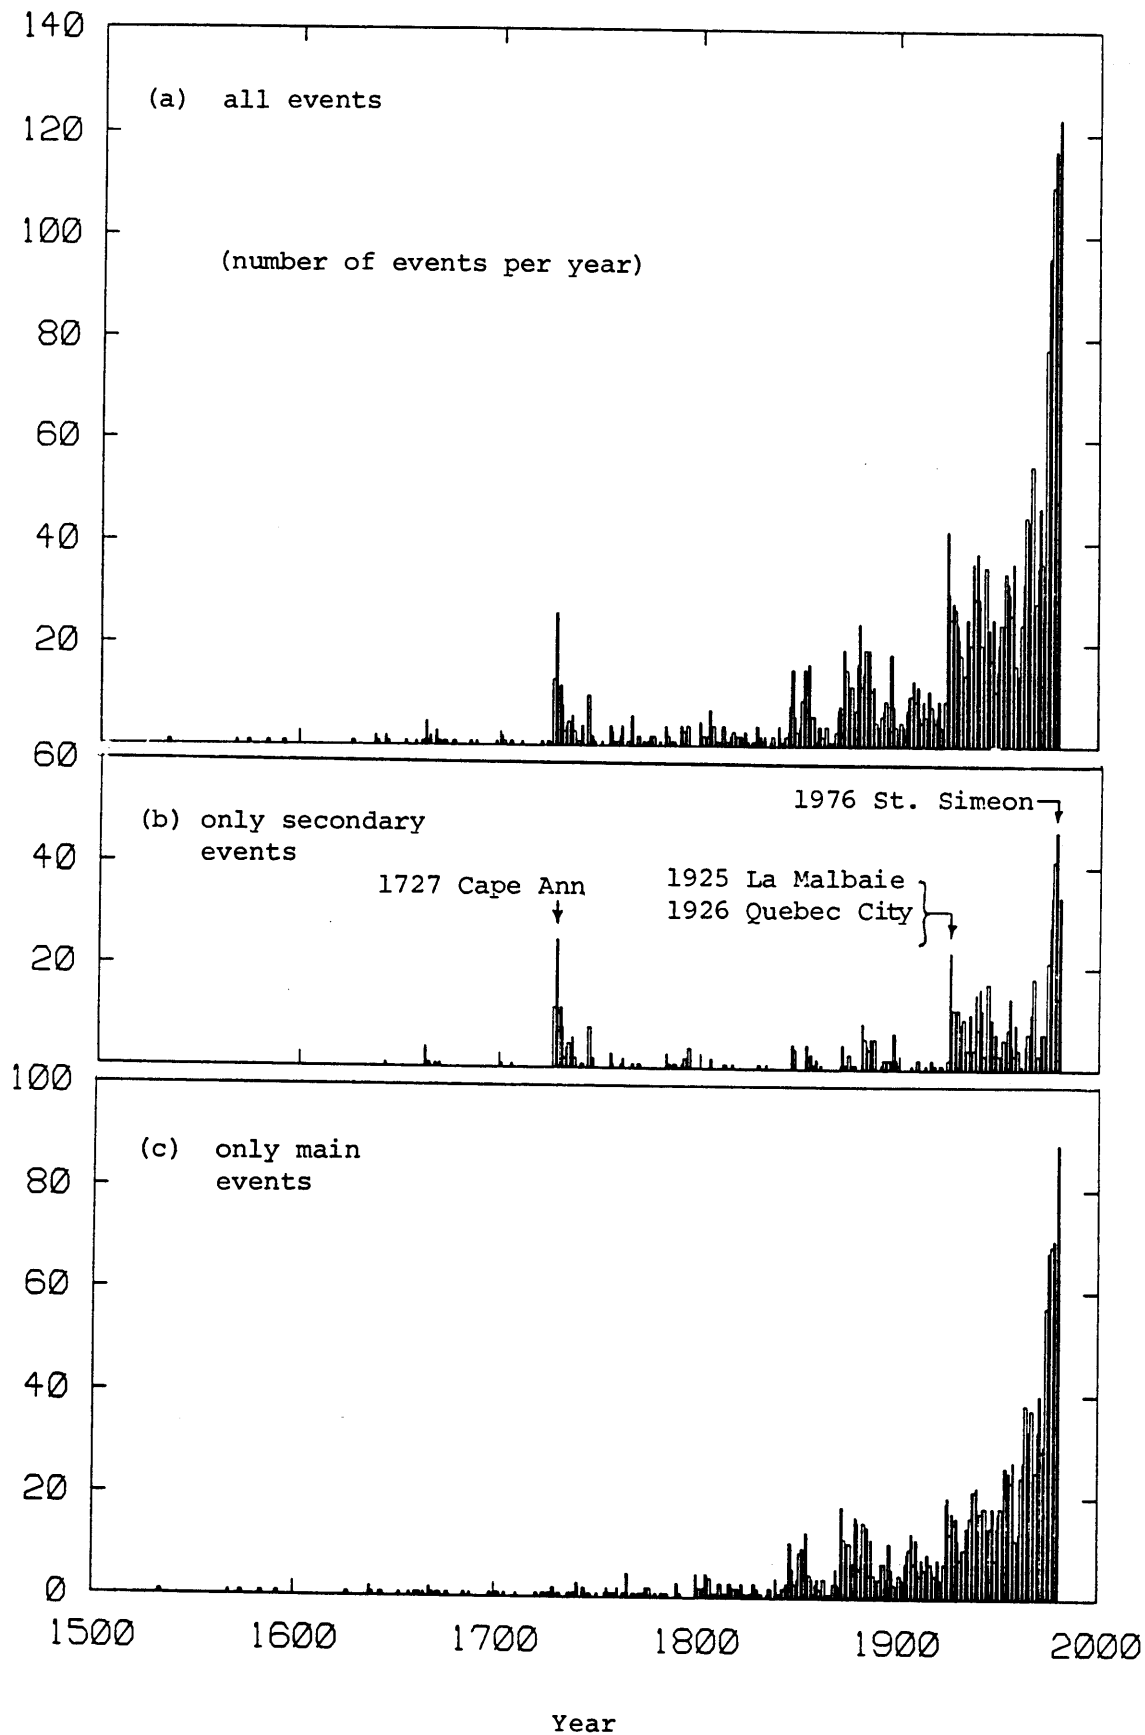 140
(a) all events
120
100
(number of events per year)
80
60
40
20
60
1976 St. Simeon
(b) only secondary
events
40
1727 Cape Ann
1925 La Malbaie
1926 Quebec City
20
100
(c) only main
events
80
60
40
20
0
1500 1600 1700 1800 1900 2000
Year